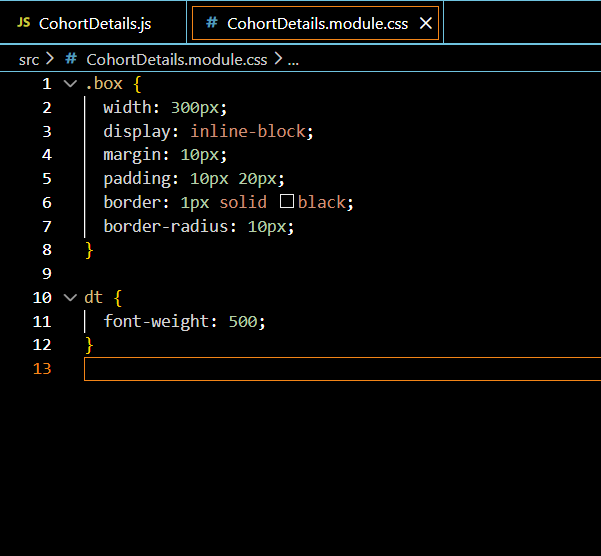 JS CohortDetails.js # CohortDetails.module.css ×
src > # CohortDetails.module.css > ...
1 .box {
2 width: 300px;
3 display: inline-block;
4 margin: 10px;
5 padding: 10px 20px;
6 border: 1px solid black;
7 border-radius: 10px;
8 }
9
10 dt {
11 font-weight: 500;
12 }
13